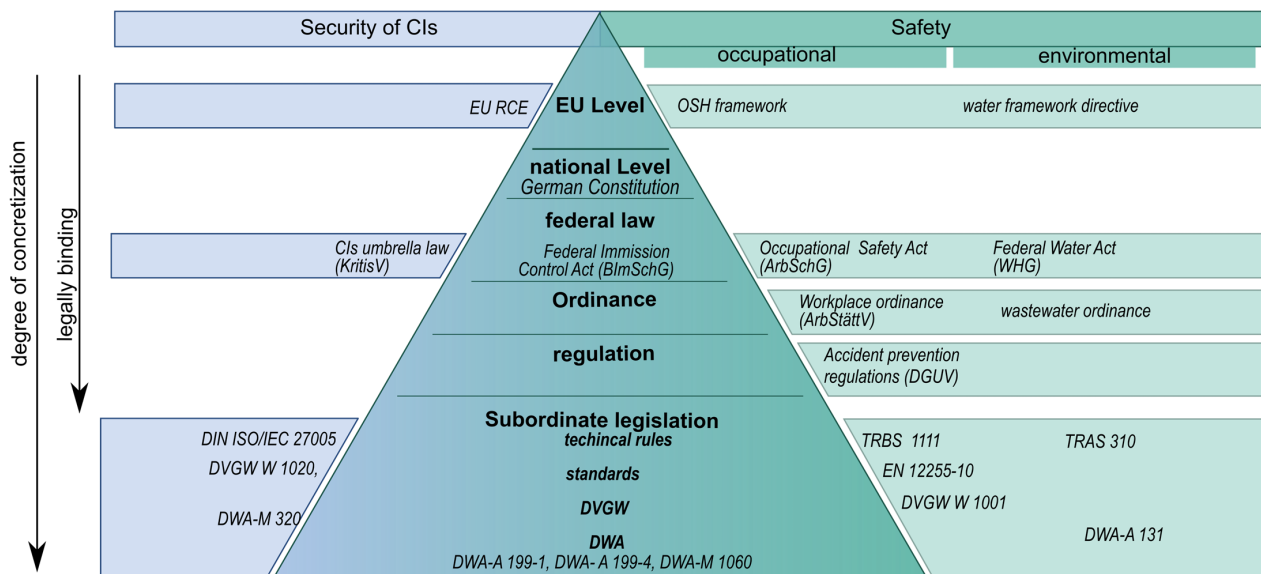 Security of CIs
Safety
occupational
environmental
degree of concretization
legally binding
EU RCE
EU Level
OSH framework
water framework directive
national Level
German Constitution
federal law
CIs umbrella law
(KritisV)
Federal Immission
Control Act (BImSchG)
Occupational Safety Act
(ArbSchG)
Federal Water Act
(WHG)
Ordinance
Workplace ordinance
(ArbStättV)
wastewater ordinance
regulation
Accident prevention
regulations (DGUV)
Subordinate legislation
techincal rules
DIN ISO/IEC 27005
TRBS 1111
TRAS 310
DVGW W 1020,
standards
EN 12255-10
DVGW
DVGW W 1001
DWA-M 320
DWA
DWA-A 131
DWA-A 199-1, DWA- A 199-4, DWA-M 1060